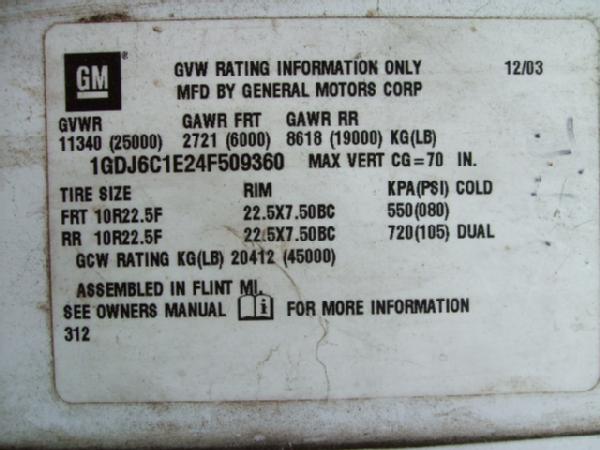 GM ® GVW RATING INFORMATION ONLY 12/03
MFD BY GENERAL MOTORS CORP
GVWR GAWR FRT GAWR RR
11340 (25000) 2721 (6000) 8618 (19000) KG(LB)
1GDJ6C1E24F509360 MAX VERT CG=70 IN.
TIRE SIZE RIM KPA(PSI) COLD
FRT 10R22.5F 22.5X7.50BC 550(080)
RR 10R22.5F 22.5X7.50BC 720(105) DUAL
GCW RATING KG(LB) 20412 (45000)
ASSEMBLED IN FLINT MI.
SEE OWNERS MANUAL i FOR MORE INFORMATION
312